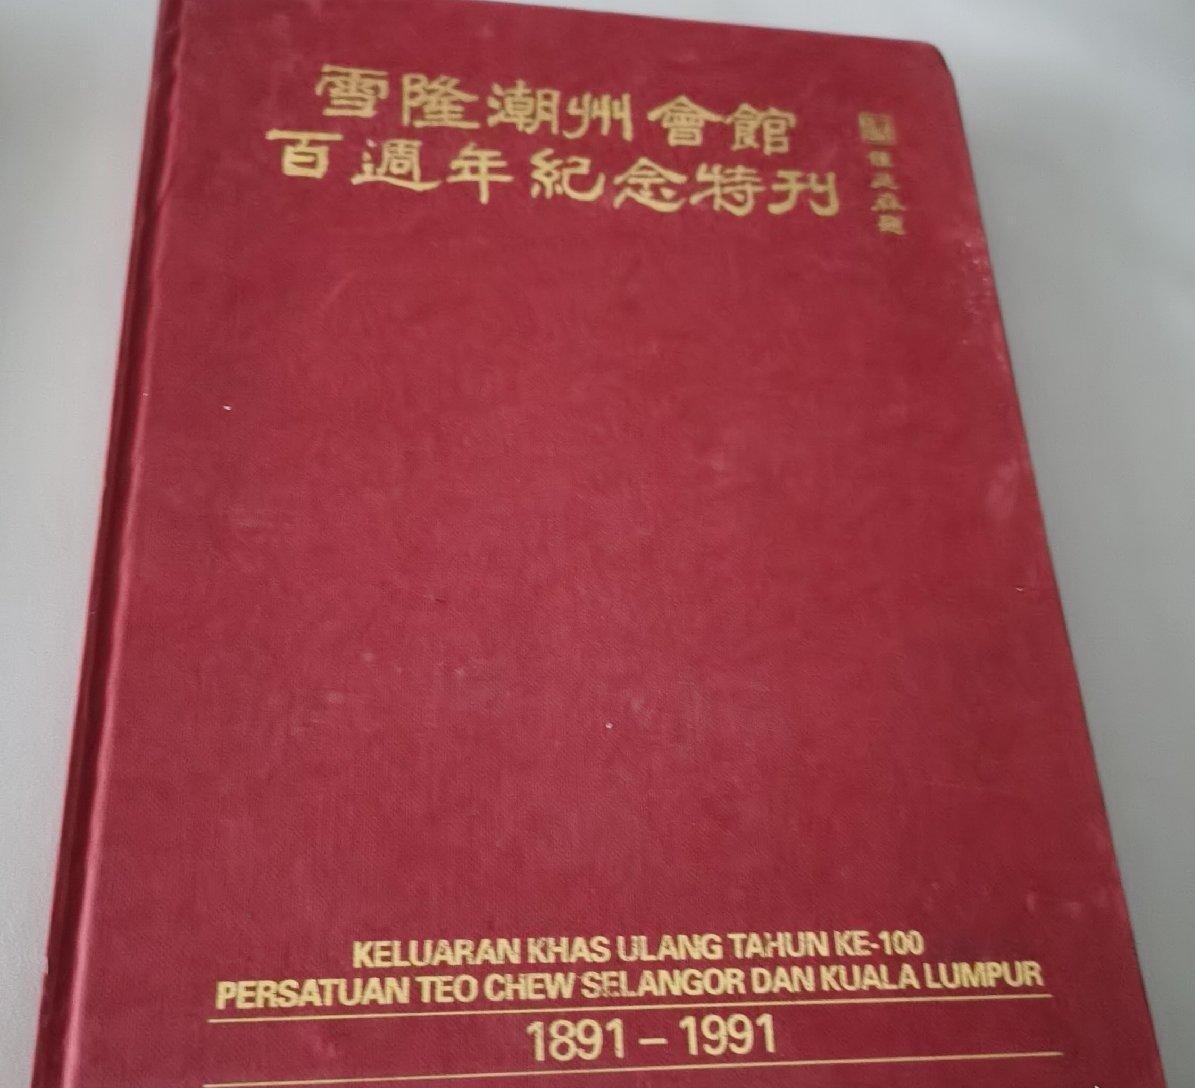 雪隆潮州會館
百週年紀念特刊
題
KELUARAN KHAS ULANG TAHUN KE-100
PERSATUAN TEO CHEW SELANGOR DAN KUALA LUMPUR
1891 – 1991